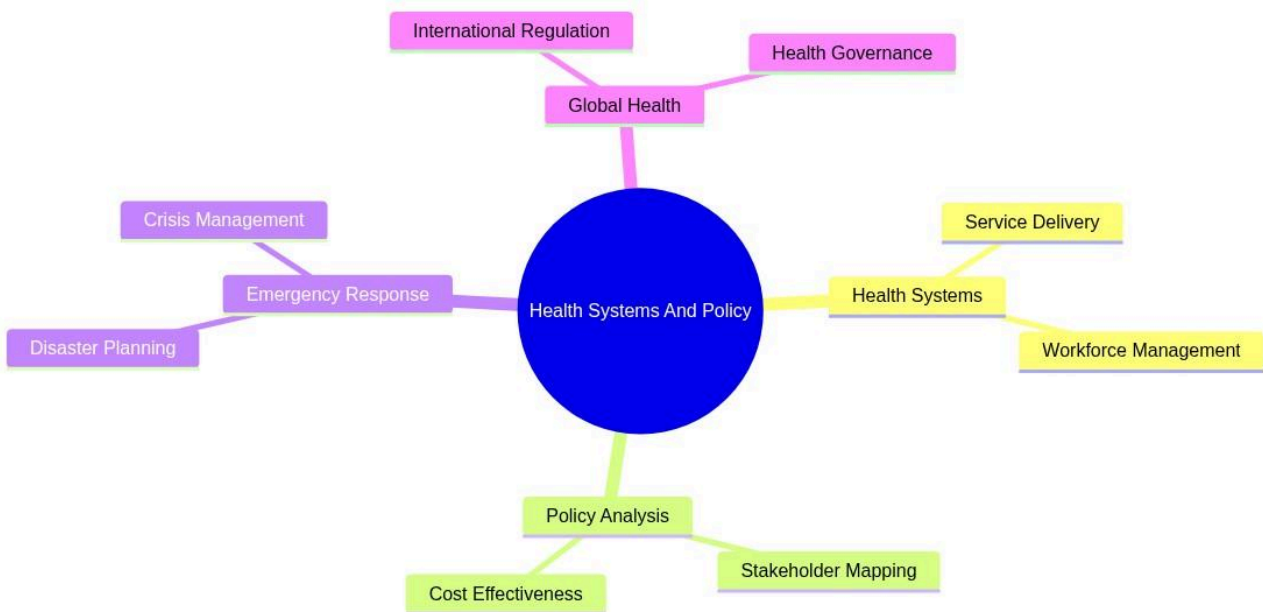 International Regulation
Health Governance
Global Health
Crisis Management
Service Delivery
Emergency Response
Health Systems
Health Systems And Policy
Disaster Planning
Workforce Management
Policy Analysis
Stakeholder Mapping
Cost Effectiveness